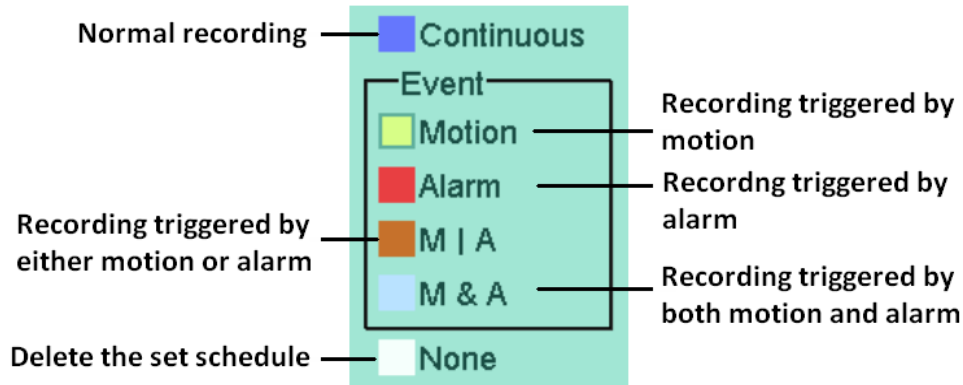 Normal recording
Continuous
Event
Motion
Recording triggered by
motion
Alarm
Recordng triggered by
alarm
Recording triggered by
either motion or alarm
M | A
M & A
Recording triggered by
both motion and alarm
Delete the set schedule
None